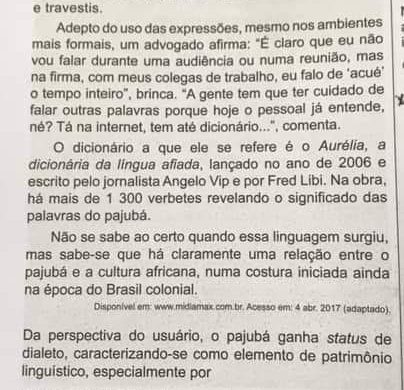 e travestis.
Adepto do uso das expressões, mesmo nos ambientes
mais formais, um advogado afirma: "É claro que eu não
vou falar durante uma audiência ou numa reunião, mas
na firma, com meus colegas de trabalho, eu falo de 'acué'
o tempo inteiro", brinca. "A gente tem que ter cuidado de
falar outras palavras porque hoje o pessoal já entende,
né? Tá na internet, tem até dicionário...", comenta.
O dicionário a que ele se refere é o Aurélia, a
dicionária da língua afiada, lançado no ano de 2006 e
escrito pelo jornalista Angelo Vip e por Fred Libi. Na obra,
há mais de 1 300 verbetes revelando o significado das
palavras do pajubá.
Não se sabe ao certo quando essa linguagem surgiu,
mas sabe-se que há claramente uma relação entre o
pajubá e a cultura africana, numa costura iniciada ainda
na época do Brasil colonial.
Disponível em: www.midiamax.com.br. Acesso em: 4 abr. 2017 (adaptado).
Da perspectiva do usuário, o pajubá ganha status de
dialeto, caracterizando-se como elemento de patrimônio
linguístico, especialmente por